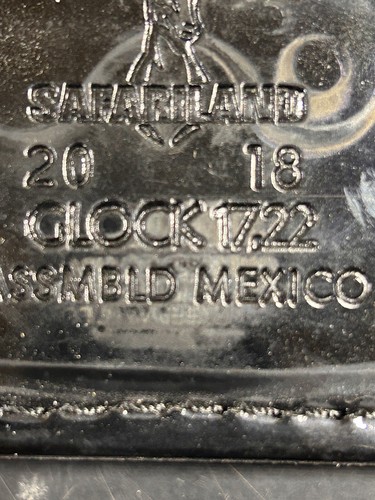 SAFARILAND
20 18
GLOCK 17,22
ASSMBLD MEXICO